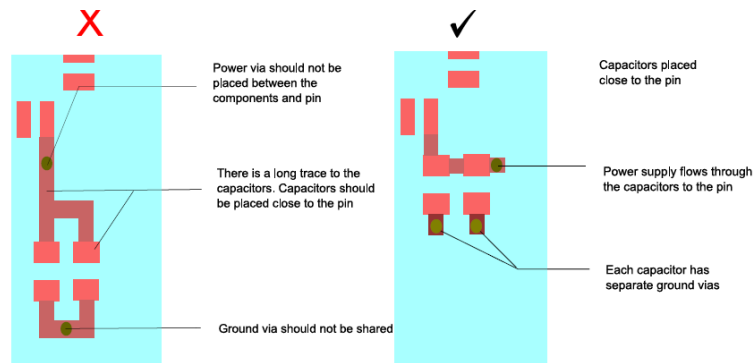 X
✓
Power via should not be
placed between the
components and pin
There is a long trace to the
capacitors. Capacitors should
be placed close to the pin
Ground via should not be shared
Capacitors placed
close to the pin
Power supply flows through
the capacitors to the pin
Each capacitor has
separate ground vias